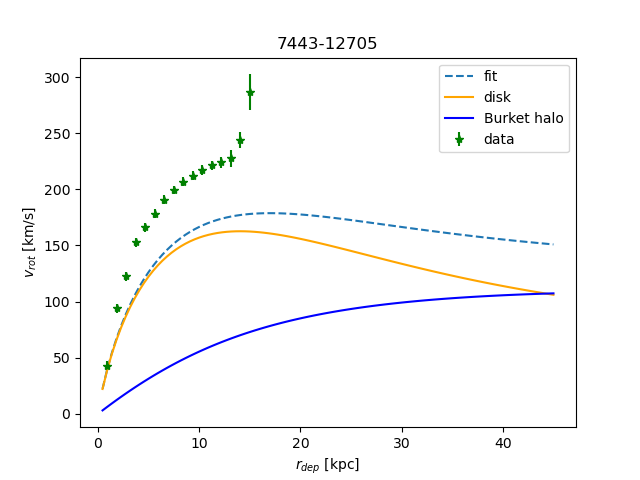 7443-12705
300
250
200
150
100
50
0
v_rot [km/s]
0 10 20 30 40
r_dep [kpc]
fit
disk
Burket halo
data